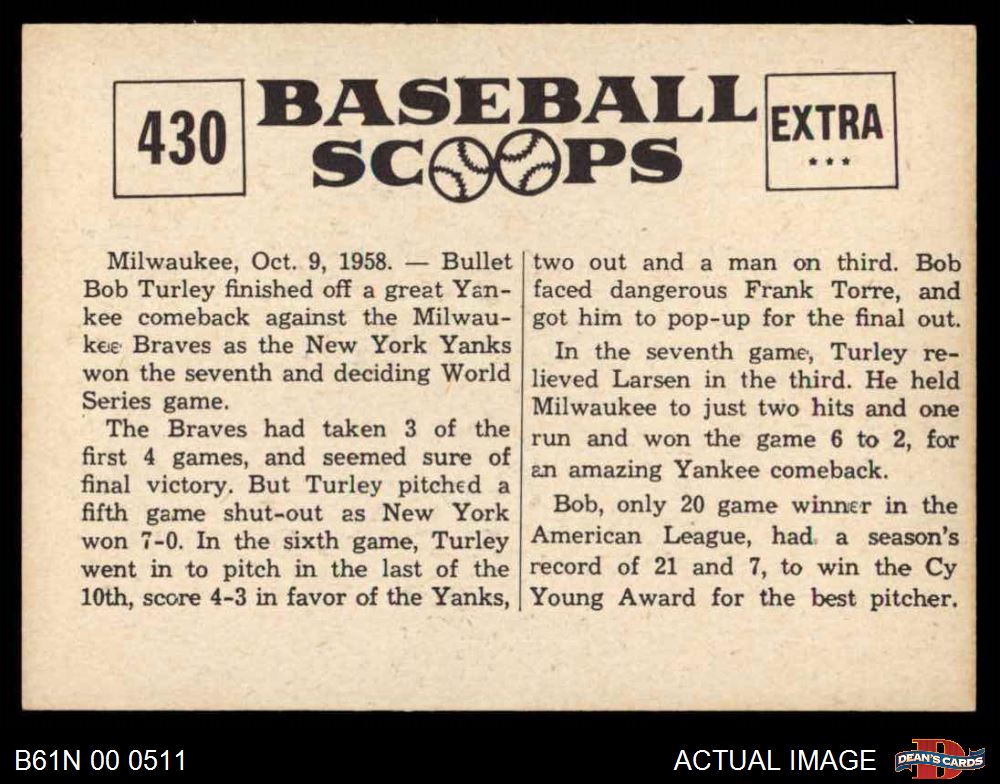 430
BASEBALL
SCOOPS
EXTRA
***
Milwaukee, Oct. 9, 1958. — Bullet
Bob Turley finished off a great Yan-
kee comeback against the Milwau-
kee Braves as the New York Yanks
won the seventh and deciding World
Series game.
The Braves had taken 3 of the
first 4 games, and seemed sure of
final victory. But Turley pitched a
fifth game shut-out as New York
won 7-0. In the sixth game, Turley
went in to pitch in the last of the
10th, score 4-3 in favor of the Yanks,
two out and a man on third. Bob
faced dangerous Frank Torre, and
got him to pop-up for the final out.
In the seventh game, Turley re-
lieved Larsen in the third. He held
Milwaukee to just two hits and one
run and won the game 6 to 2, for
an amazing Yankee comeback.
Bob, only 20 game winner in the
American League, had a season's
record of 21 and 7, to win the Cy
Young Award for the best pitcher.
B61N 00 0511
ACTUAL IMAGE
D
DEAN'S CARDS